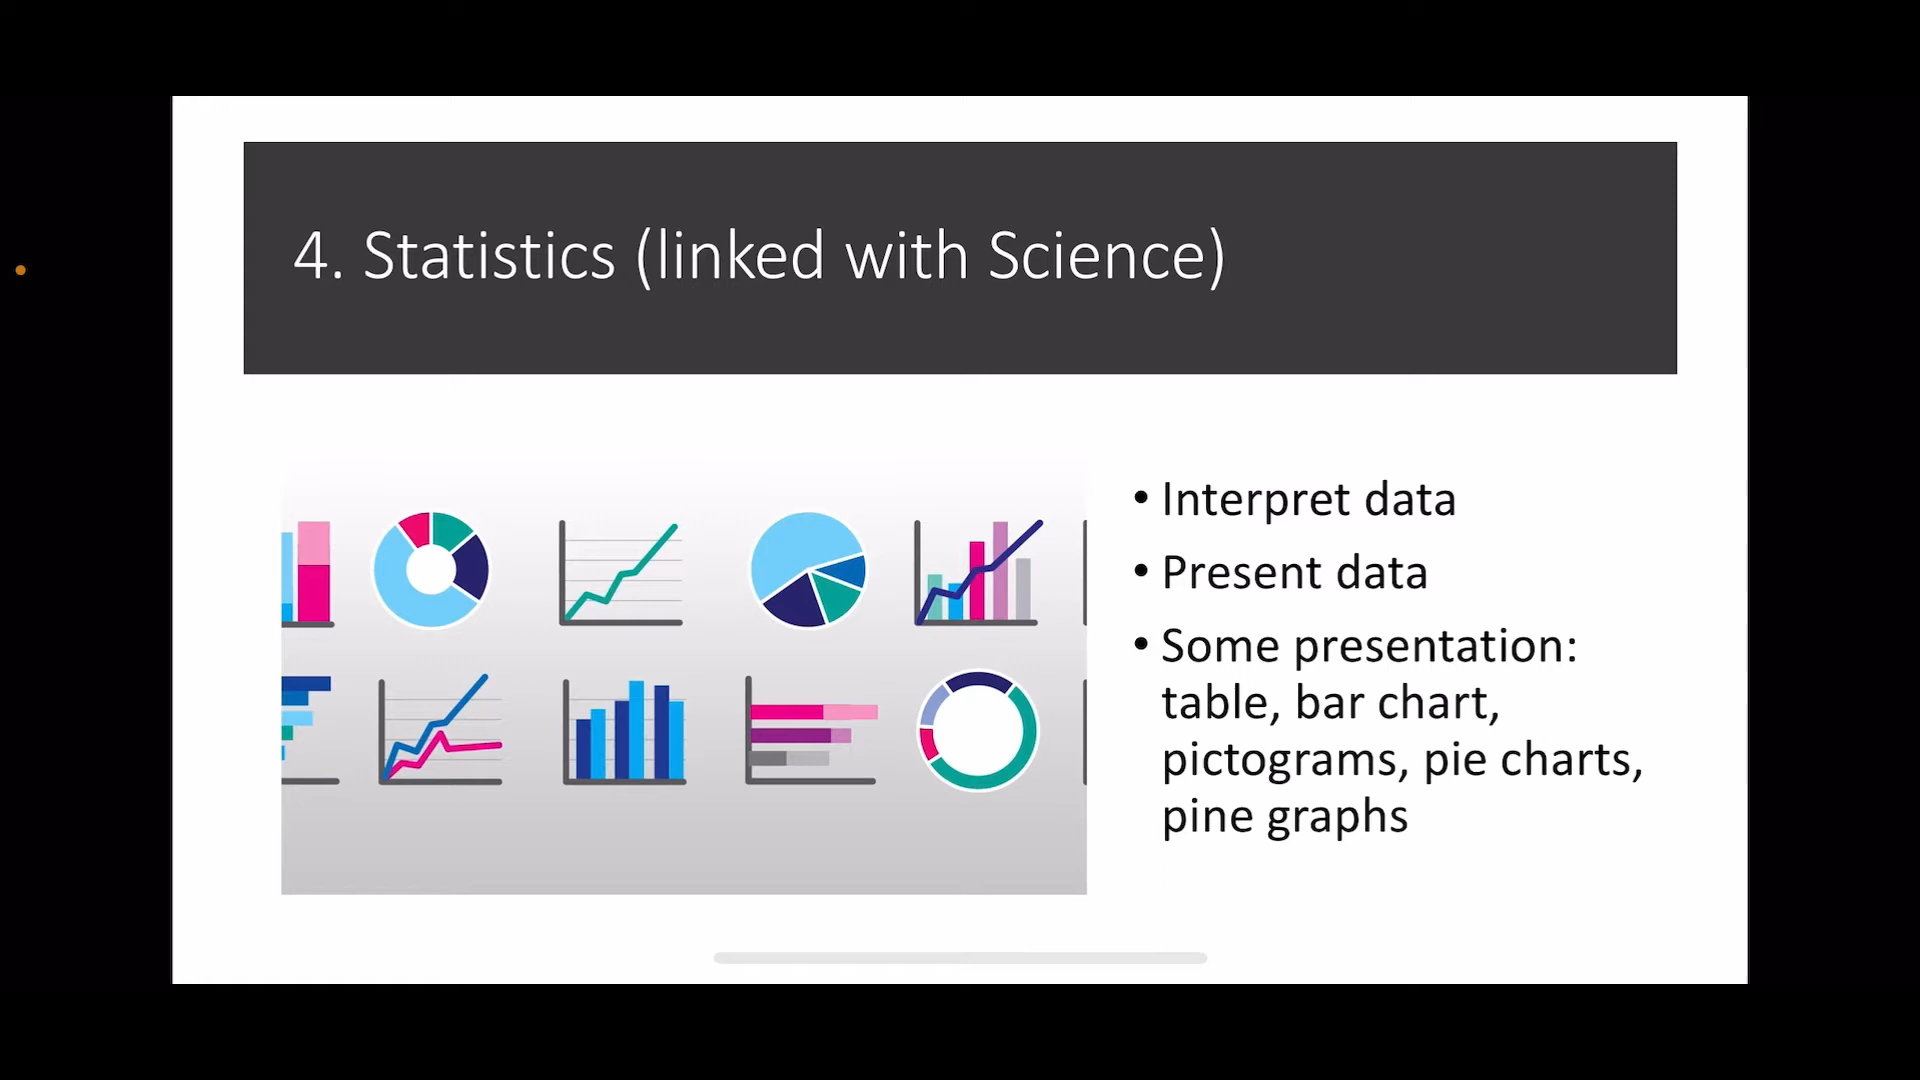 4. Statistics (linked with Science)
• Interpret data
• Present data
• Some presentation:
table, bar chart,
pictograms, pie charts,
pine graphs